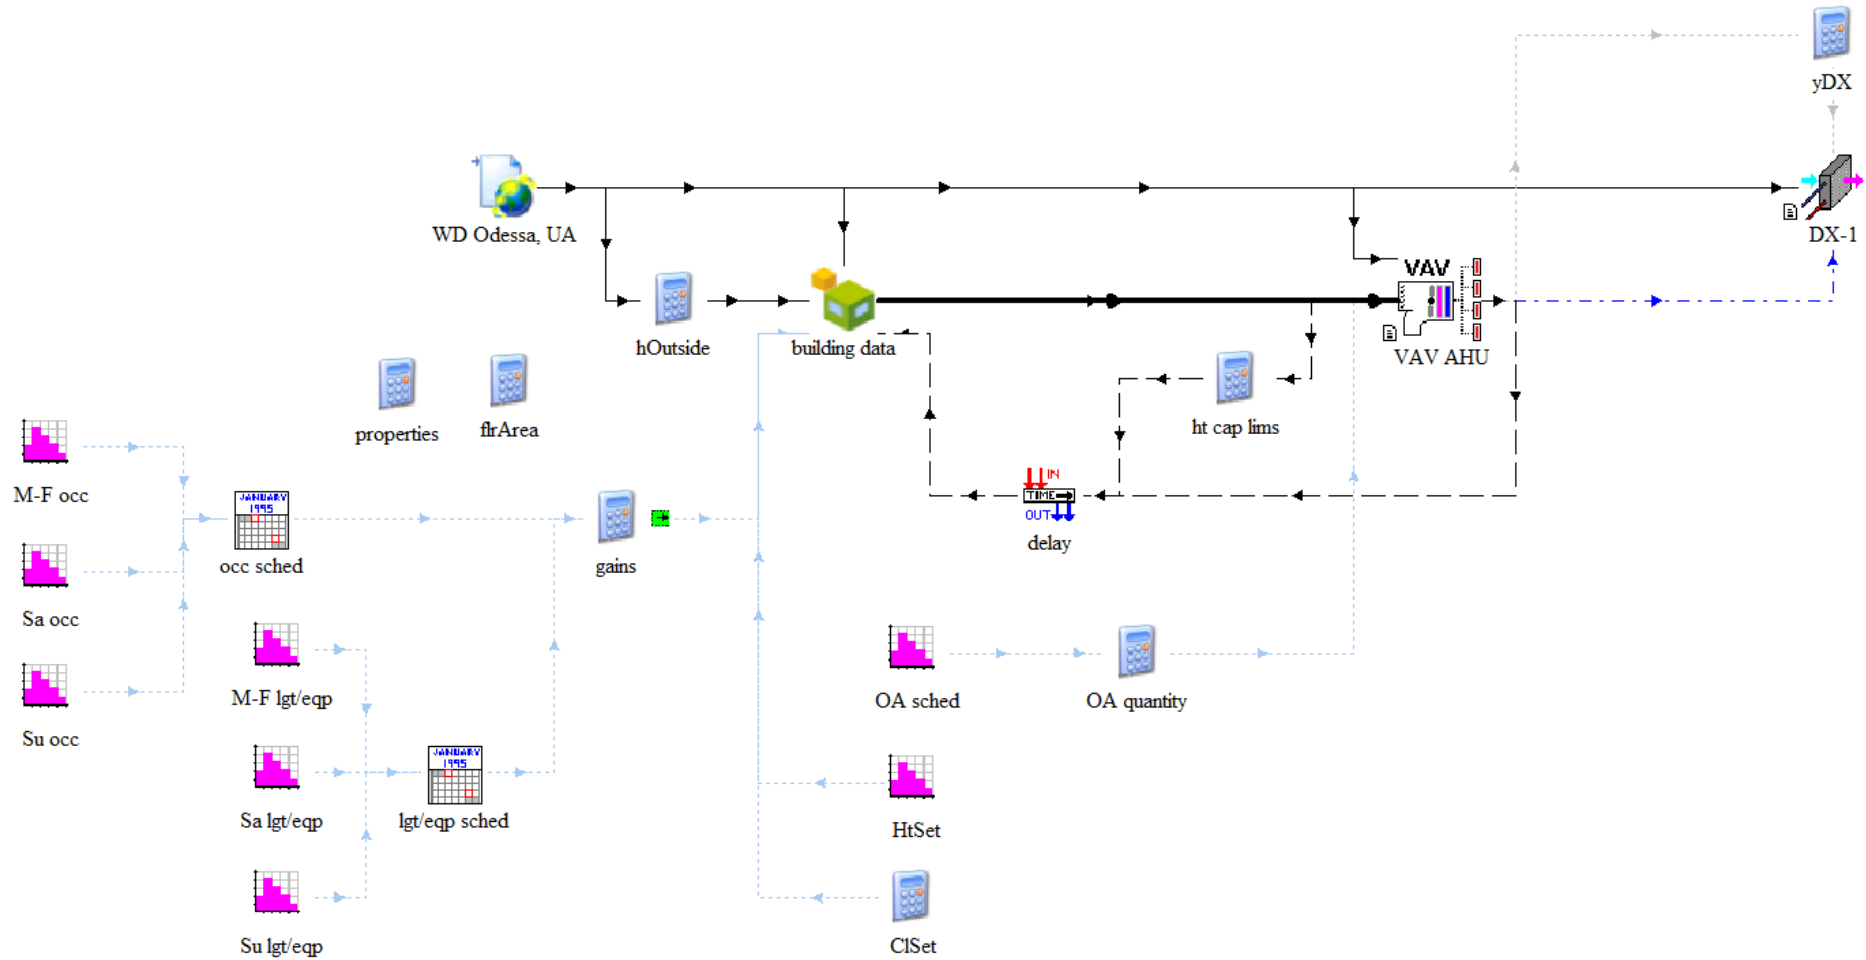 yDX
WD Odessa, UA
DX-1
VAV
hOutside
building data
VAV AHU
properties
flrArea
ht cap lims
M-F occ
IN
TIME
OUT
delay
JANUARY
1995
occ sched
gains
Sa occ
M-F lgt/eqp
OA sched
OA quantity
Su occ
JANUARY
1995
Sa lgt/eqp
lgt/eqp sched
HtSet
Su lgt/eqp
ClSet